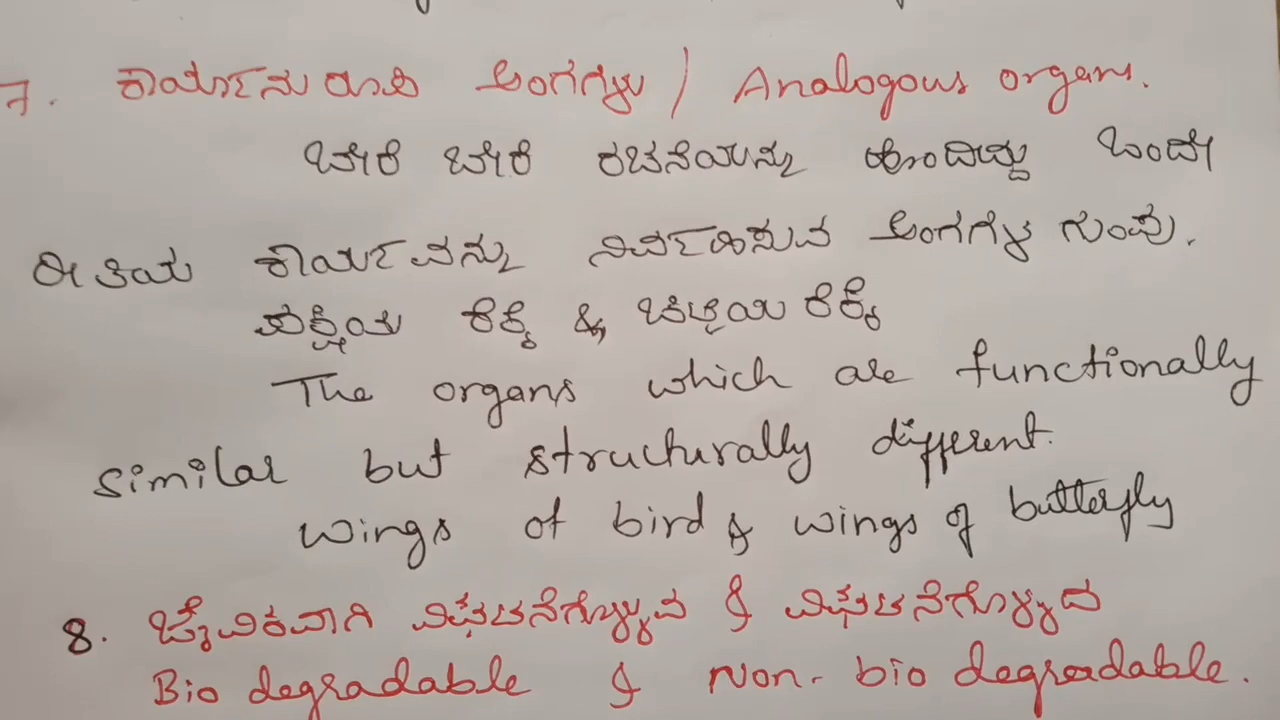 7. ಕಾರ್ಯಾನುರೂಪಿ ಅಂಗಗಳು / Analogous organs.
ಬೇರೆ ಬೇರೆ ರಚನೆಯನ್ನು ಹೊಂದಿದ್ದು ಒಂದೇ
ರೀತಿಯ ಕಾರ್ಯವನ್ನು ನಿರ್ವಹಿಸುವ ಅಂಗಗಳ ಗುಂಪು.
ಪಕ್ಷಿಯ ರೆಕ್ಕೆ & ಚಿಟ್ಟೆಯ ರೆಕ್ಕೆ
The organs which are functionally
similar but structurally different.
wings of bird & wings of butterfly
8. ಜೈವಿಕವಾಗಿ ವಿಘಟನೆಗೊಳ್ಳುವ & ವಿಘಟನೆಗೊಳ್ಳದ
Bio degradable & Non- bio degradable.